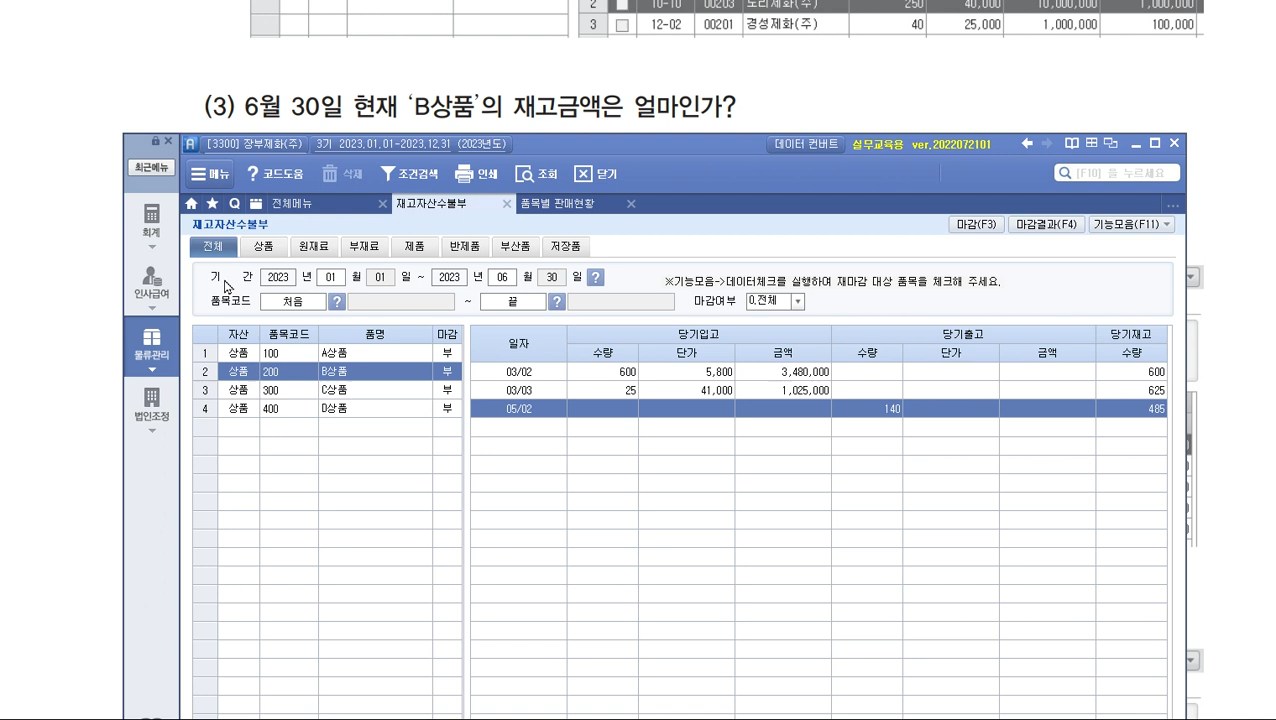 2 10-10 00203 도리제화(주) 250 40,000 10,000,000 1,000,000
3 12-02 00201 경성제화(주) 40 25,000 1,000,000 100,000
(3) 6월 30일 현재 ‘B상품’의 재고금액은 얼마인가?
[3300] 장부제화(주) 3기 2023.01.01~2023.12.31 (2023년도) 데이터 컨버트 실무교육용 ver.2022072101
최근메뉴 메뉴 ? 코드도움 삭제 조건검색 인쇄 조회 닫기 [F10] 을 누르세요
전체메뉴 재고자산수불부 품목별 판매현황
재고자산수불부 마감(F3) 마감결과(F4) 기능모음(F11)
전체 상품 원재료 부재료 제품 반제품 부산품 저장품
회계
인사급여
물류관리
법인조정
기 간 2023 년 01 월 01 일 ~ 2023 년 06 월 30 일 ? ※기능모음->데이터체크를 실행하며 재마감 대상 품목을 체크해 주세요.
품목코드 처음 ? ~ 끝 ? 마감여부 0.전체
자산 품목코드 품명 마감
1 상품 100 A상품 부
2 상품 200 B상품 부
3 상품 300 C상품 부
4 상품 400 D상품 부
일자 당기입고 당기출고 당기재고
수량 단가 금액 수량 단가 금액 수량
03/02 600 5,800 3,480,000 600
03/03 25 41,000 1,025,000 625
05/02 140 485